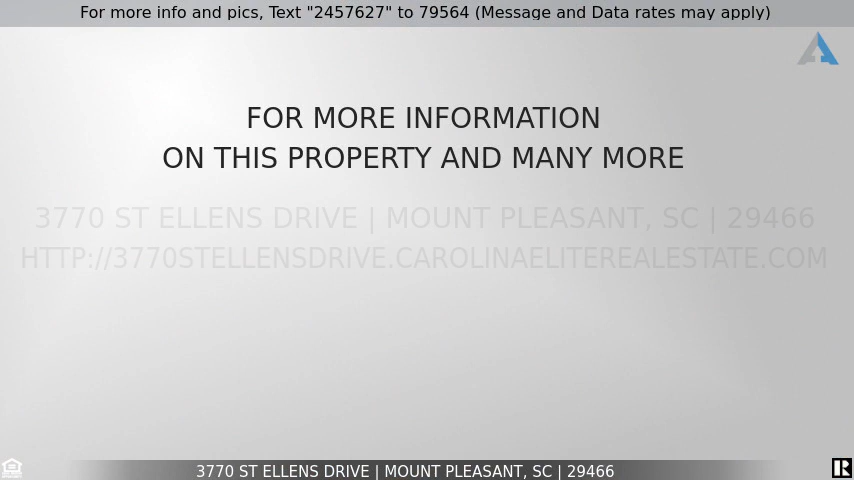 For more info and pics, Text "2457627" to 79564 (Message and Data rates may apply)
FOR MORE INFORMATION
ON THIS PROPERTY AND MANY MORE
3770 ST ELLENS DRIVE | MOUNT PLEASANT, SC | 29466
HTTP://3770STELLENSDRIVE.CAROLINAELITEREALESTATE.COM
3770 ST ELLENS DRIVE | MOUNT PLEASANT, SC | 29466